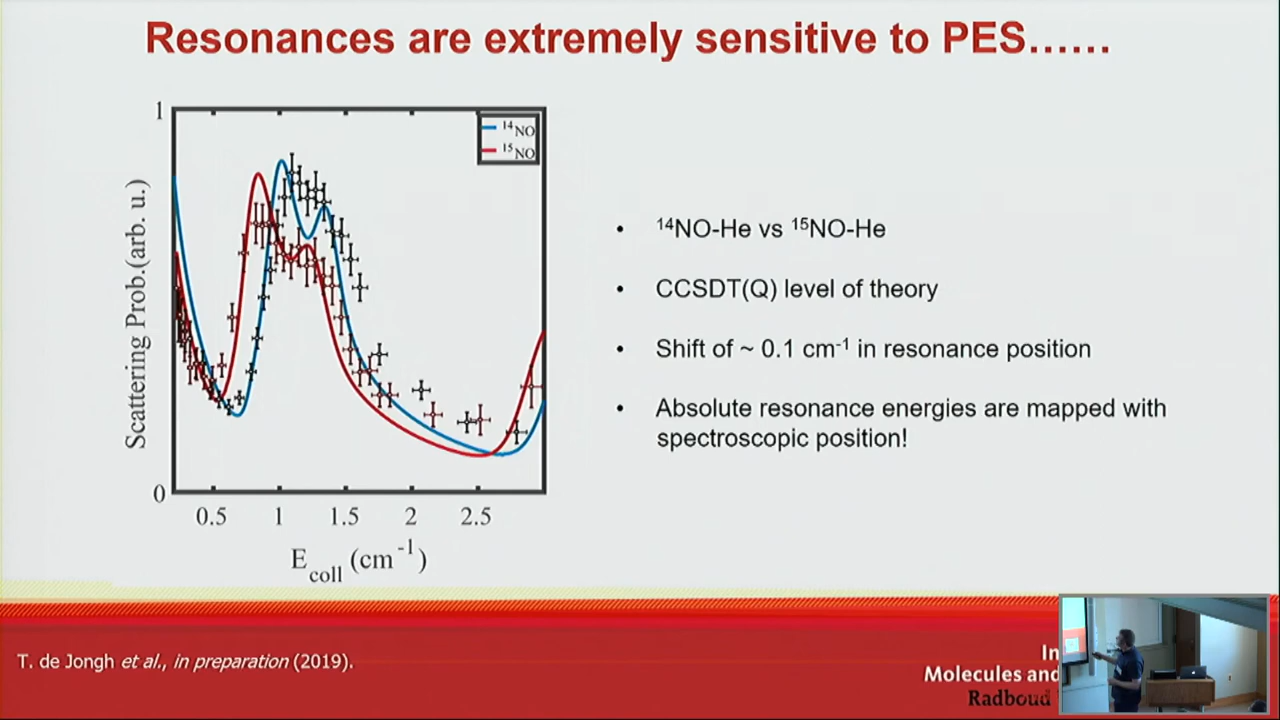 Resonances are extremely sensitive to PES......
1
¹⁴NO
¹⁵NO
Scattering Prob.(arb. u.)
0
0.5 1 1.5 2 2.5
E_coll (cm⁻¹)
• ¹⁴NO-He vs ¹⁵NO-He
• CCSDT(Q) level of theory
• Shift of ~ 0.1 cm⁻¹ in resonance position
• Absolute resonance energies are mapped with
spectroscopic position!
T. de Jongh et al., in preparation (2019).
In
Molecules and
Radboud